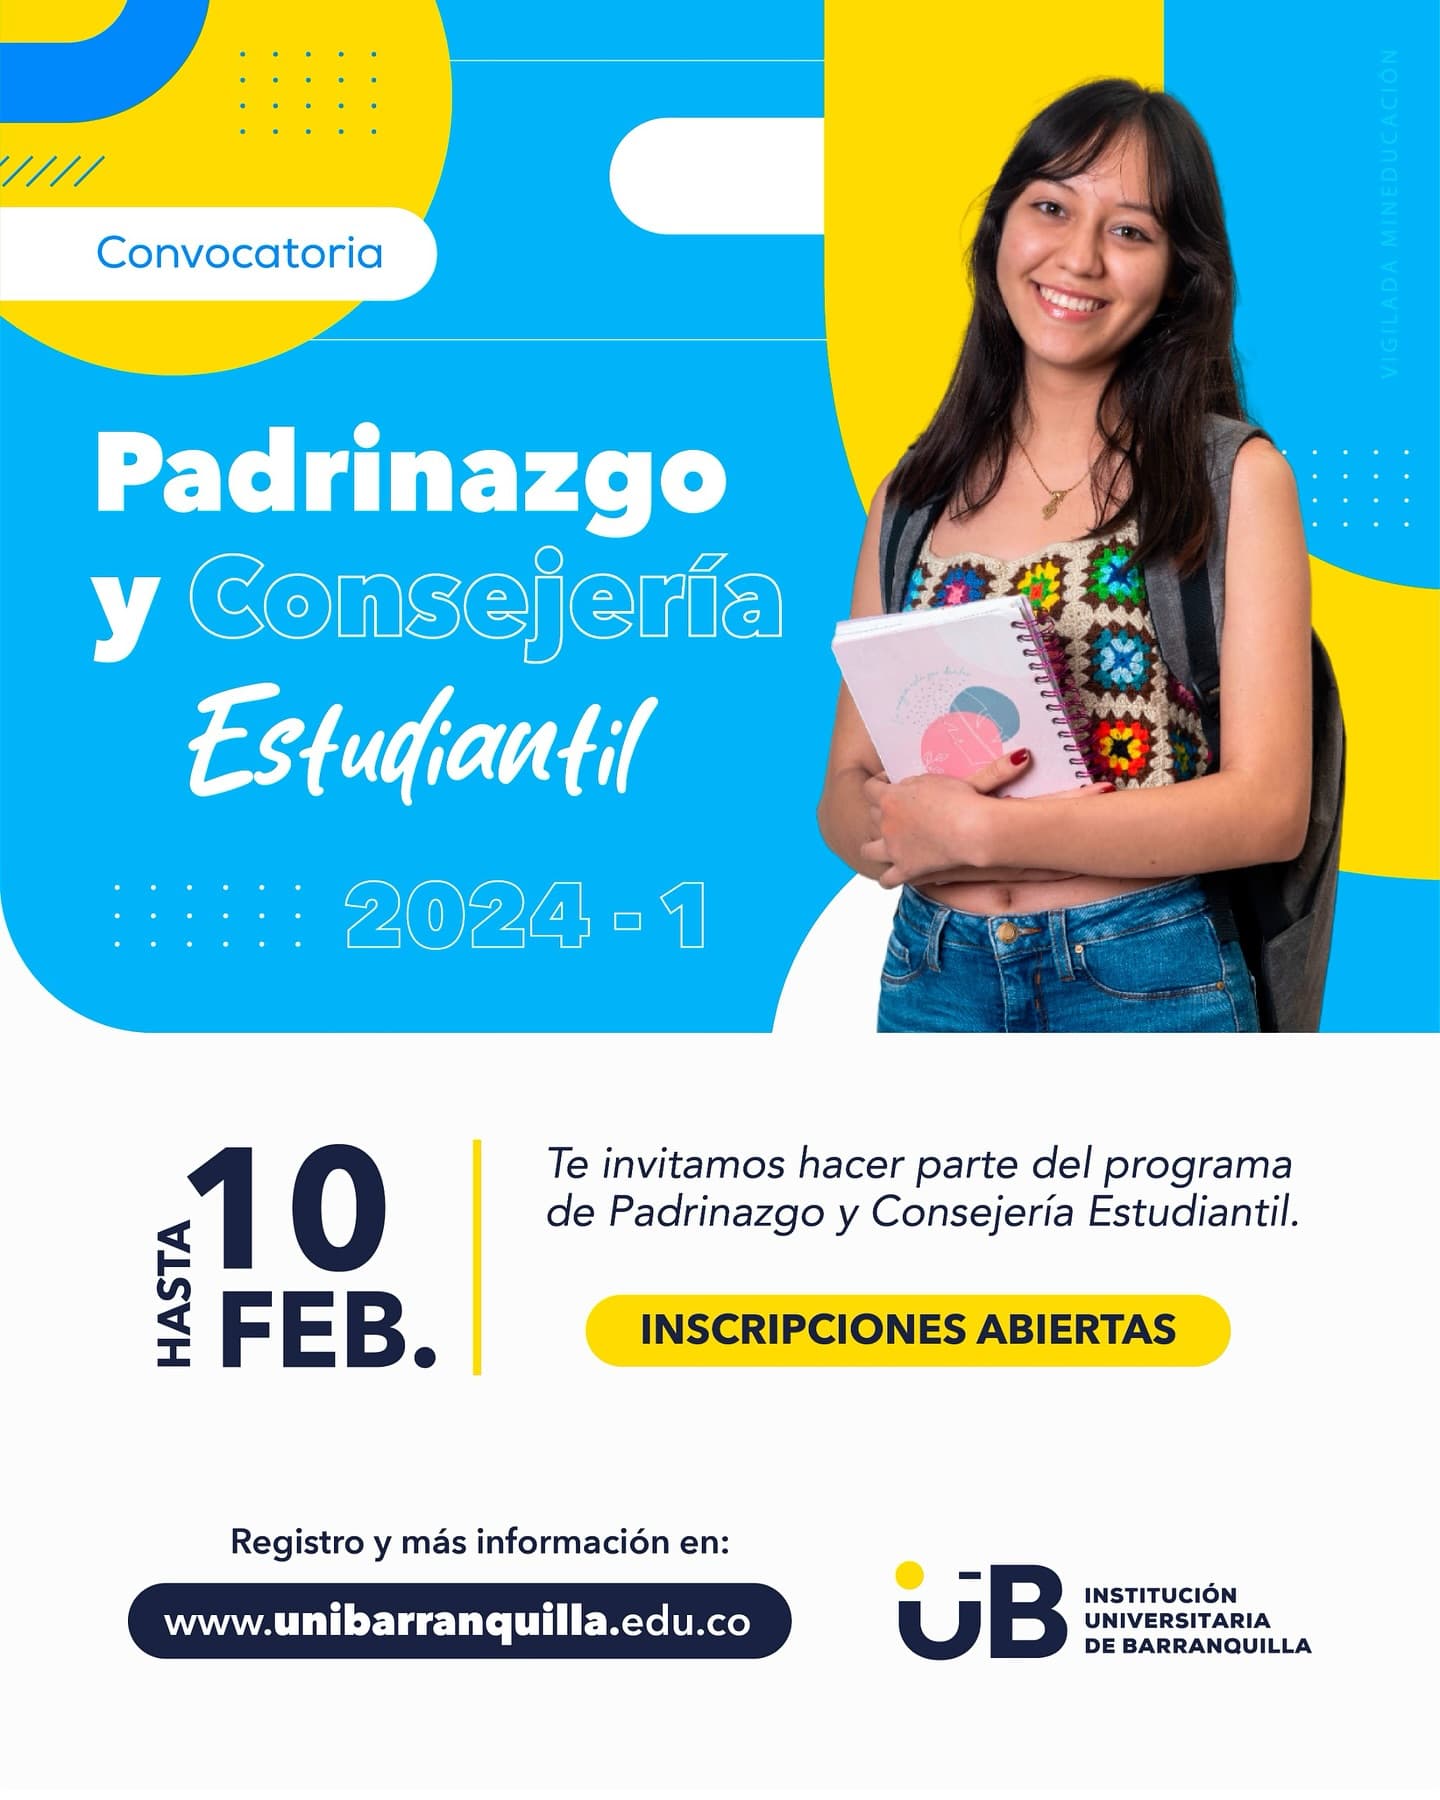 VIGILADA MINEDUCACIÓN
Convocatoria
Padrinazgo
y Consejería
Estudiantil
2024 - 1
HASTA
10
FEB.
Te invitamos hacer parte del programa
de Padrinazgo y Consejería Estudiantil.
INSCRIPCIONES ABIERTAS
Registro y más información en:
www.unibarranquilla.edu.co
ÜB
INSTITUCIÓN
UNIVERSITARIA
DE BARRANQUILLA